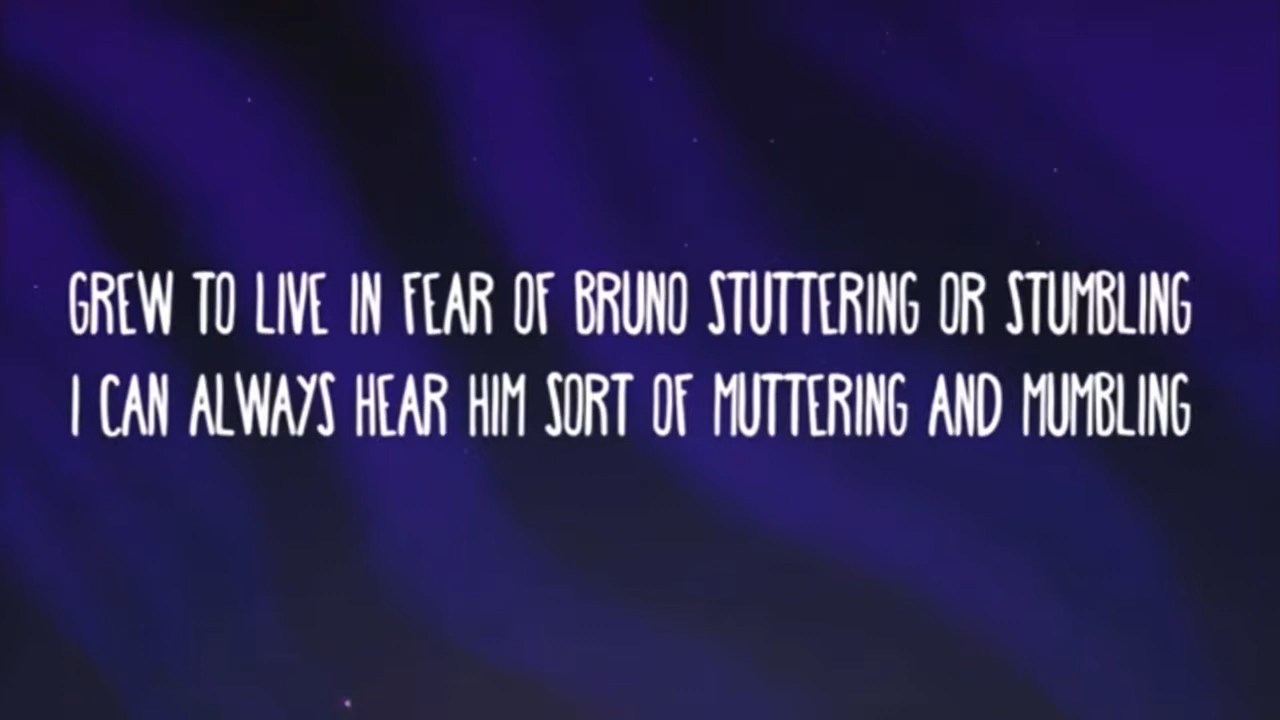 GREW TO LIVE IN FEAR OF BRUNO STUTTERING OR STUMBLING
I CAN ALWAYS HEAR HIM SORT OF MUTTERING AND MUMBLING